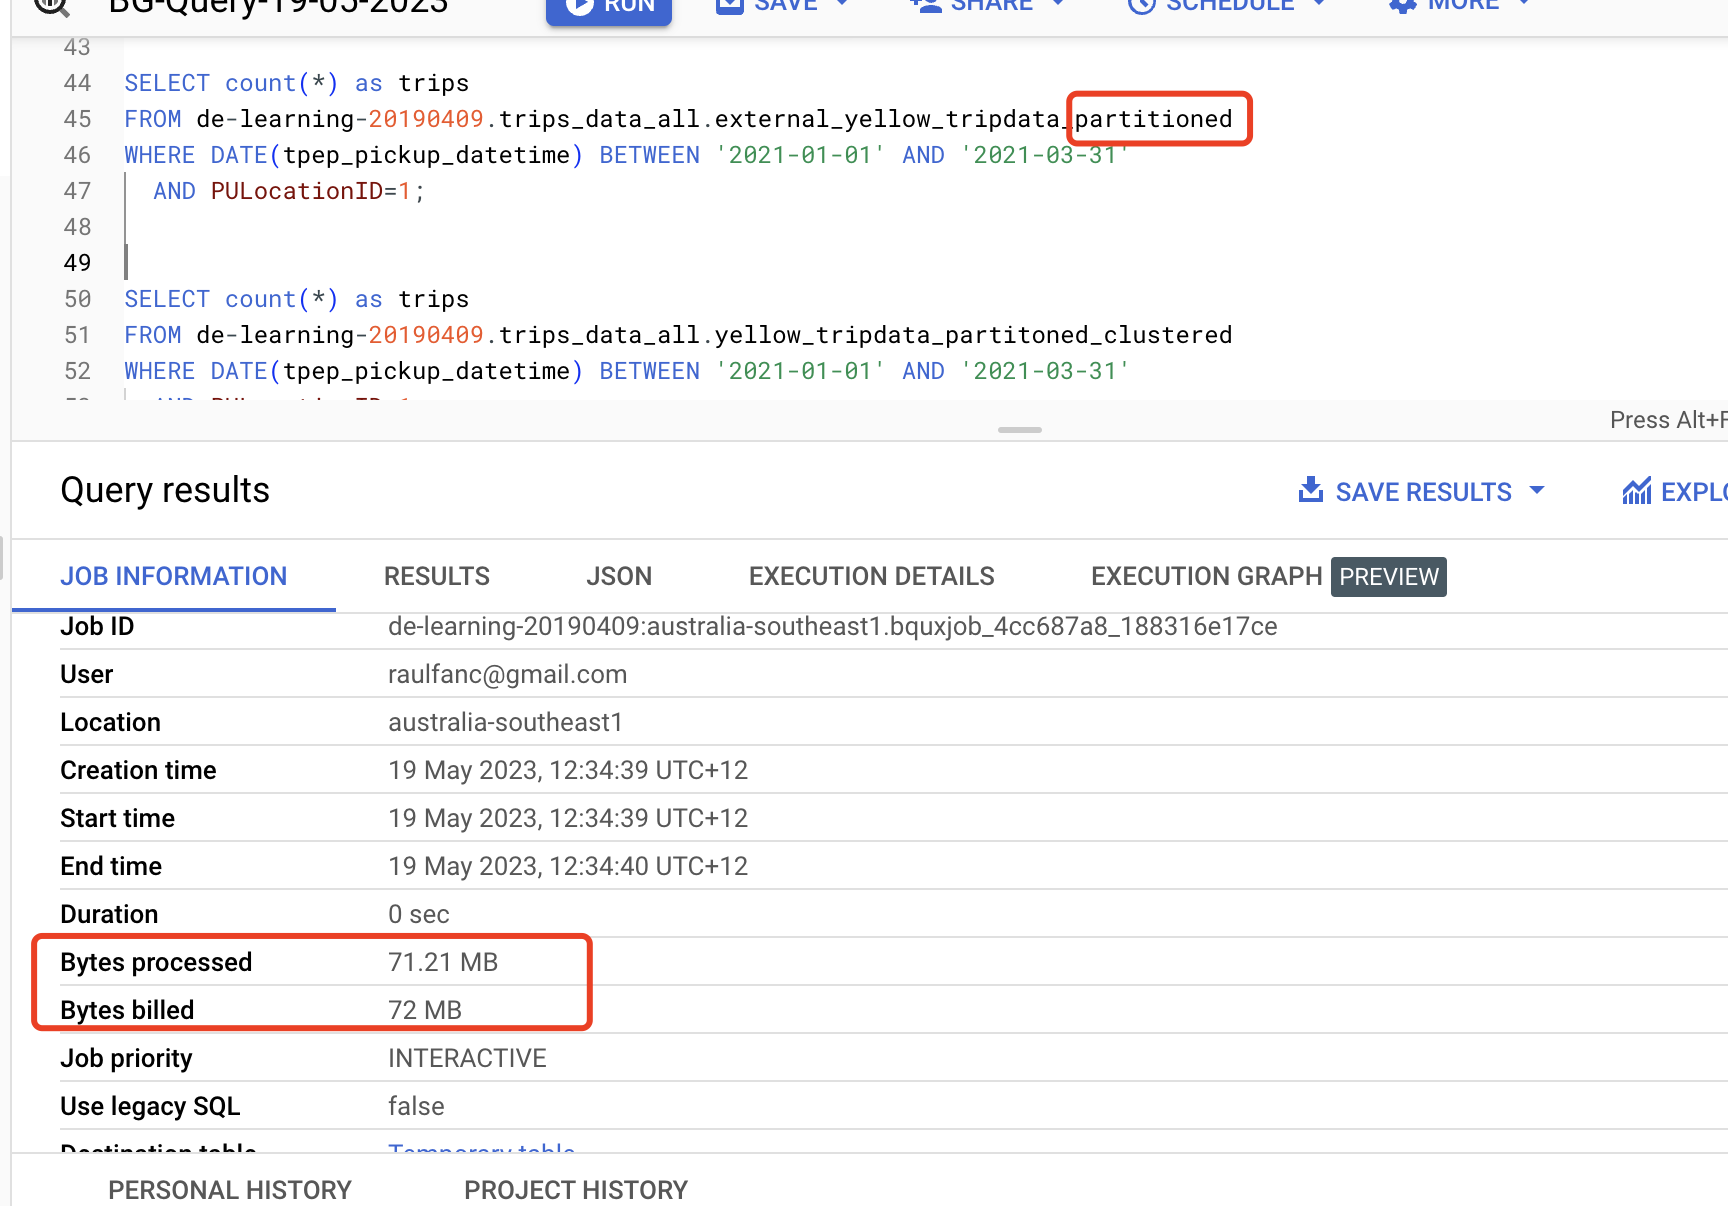 BG-Query-19-05-2023 RUN SAVE SHARE SCHEDULE MORE
43
44 SELECT count(*) as trips
45 FROM de-learning-20190409.trips_data_all.external_yellow_tripdata_partitioned
46 WHERE DATE(tpep_pickup_datetime) BETWEEN '2021-01-01' AND '2021-03-31'
47 AND PULocationID=1;
48
49
50 SELECT count(*) as trips
51 FROM de-learning-20190409.trips_data_all.yellow_tripdata_partitoned_clustered
52 WHERE DATE(tpep_pickup_datetime) BETWEEN '2021-01-01' AND '2021-03-31'
Press Alt+F
Query results SAVE RESULTS EXPLO
JOB INFORMATION RESULTS JSON EXECUTION DETAILS EXECUTION GRAPH PREVIEW
Job ID de-learning-20190409:australia-southeast1.bquxjob_4cc687a8_188316e17ce
User raulfanc@gmail.com
Location australia-southeast1
Creation time 19 May 2023, 12:34:39 UTC+12
Start time 19 May 2023, 12:34:39 UTC+12
End time 19 May 2023, 12:34:40 UTC+12
Duration 0 sec
Bytes processed 71.21 MB
Bytes billed 72 MB
Job priority INTERACTIVE
Use legacy SQL false
Destination table Temporary table
PERSONAL HISTORY PROJECT HISTORY